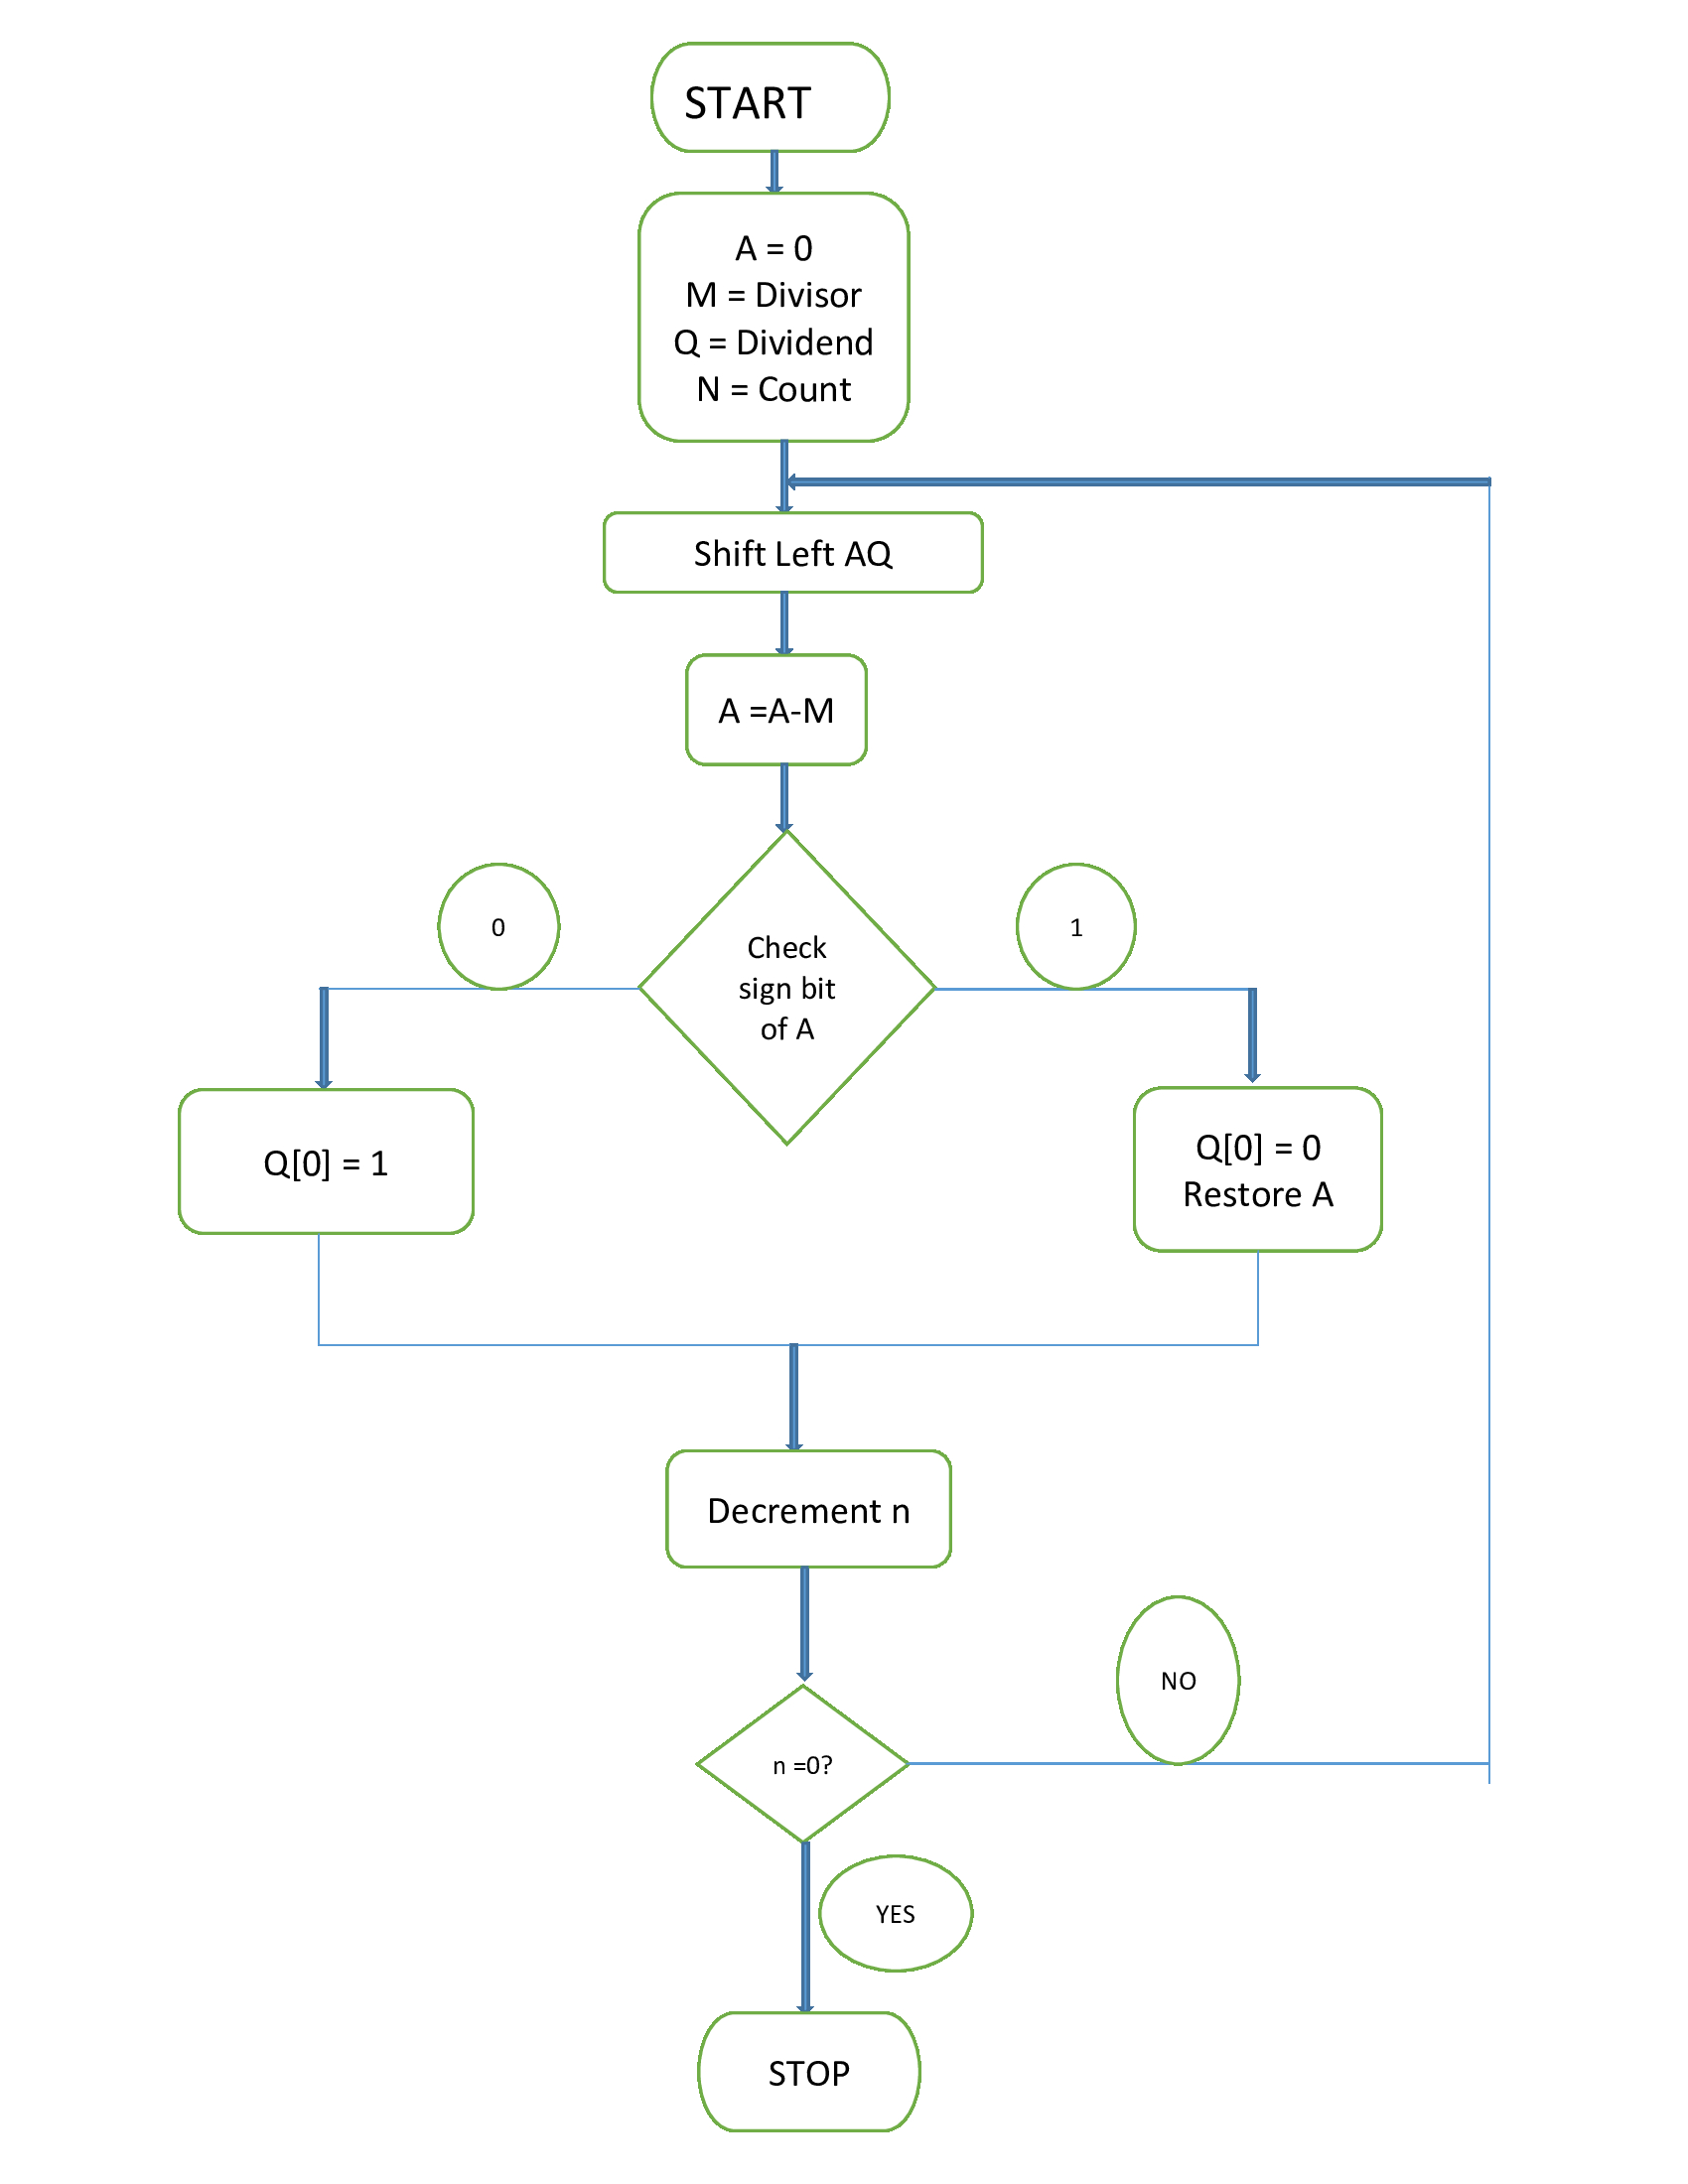 START
A = 0
M = Divisor
Q = Dividend
N = Count
Shift Left AQ
A =A-M
0
1
Check
sign bit
of A
Q[0] = 1
Q[0] = 0
Restore A
Decrement n
NO
n =0?
YES
STOP